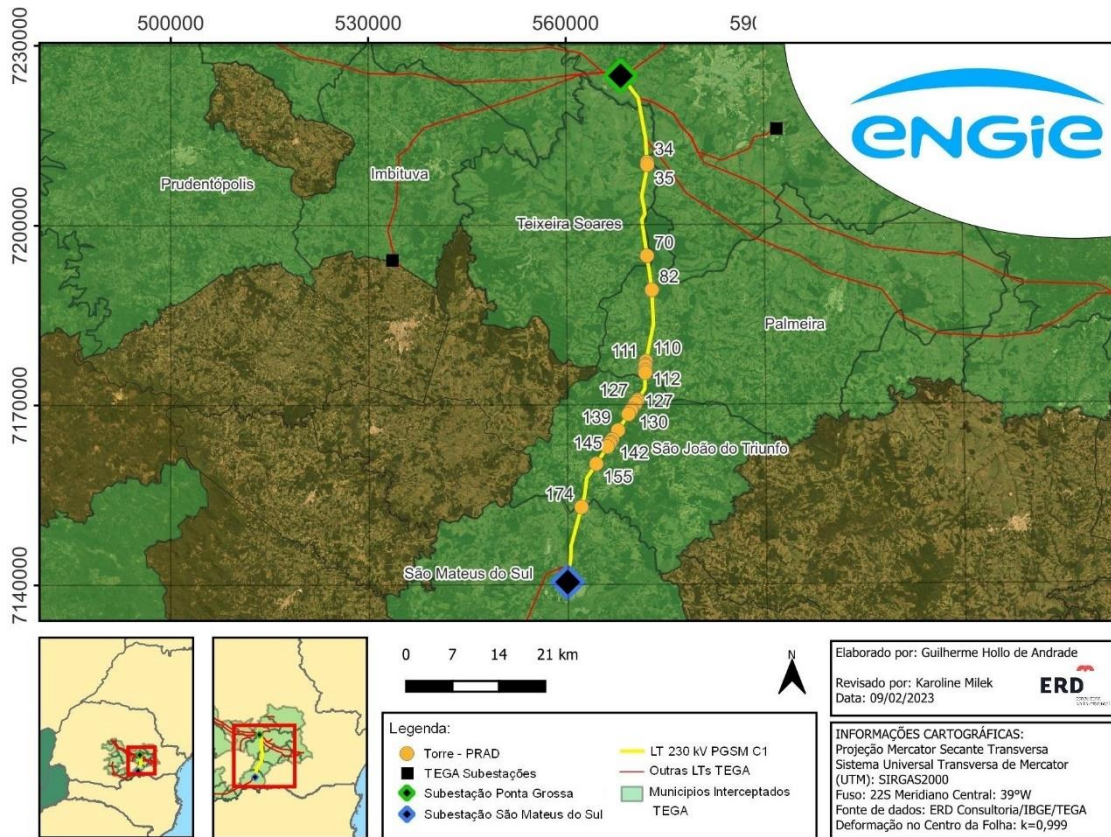 500000
530000
560000
590
7230000
7200000
7170000
7140000
ENGIE
Prudentópolis
Imbituva
34
35
Teixeira Soares
70
82
Palmeira
111
110
112
127
127
139
130
145
142
São João do Triunfo
155
174
São Mateus do Sul
0 7 14 21 km
N
Legenda:
Torre - PRAD
TEGA Subestações
Subestação Ponta Grossa
Subestação São Mateus do Sul
LT 230 kV PGSM C1
Outras LTs TEGA
Municípios Interceptados
TEGA
Elaborado por: Guilherme Hollo de Andrade
Revisado por: Karoline Milek
Data: 09/02/2023
ERD
INFORMAÇÕES CARTOGRÁFICAS:
Projeção Mercator Secante Transversa
Sistema Universal Transversa de Mercator
(UTM): SIRGAS2000
Fuso: 22S Meridiano Central: 39°W
Fonte de dados: ERD Consultoria/IBGE/TEGA
Deformação no Centro da Folha: k=0,999